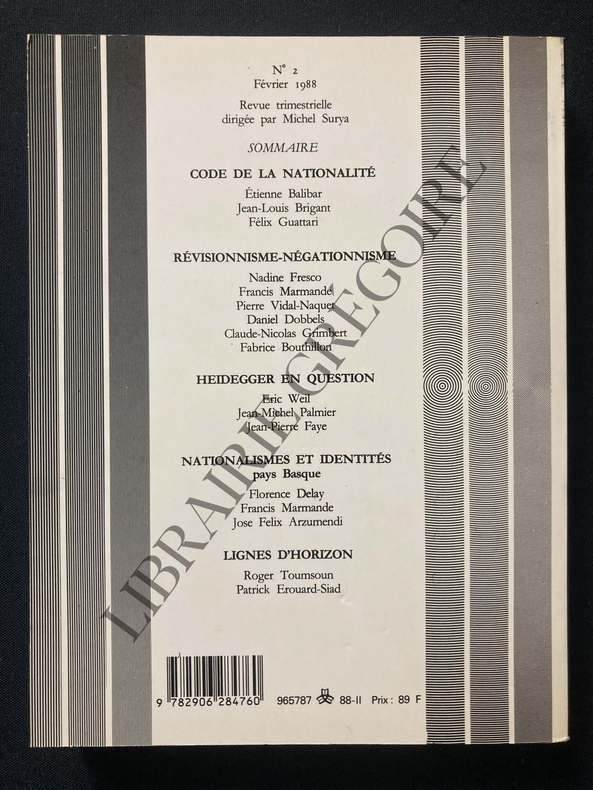 N° 2
Février 1988
Revue trimestrielle
dirigée par Michel Surya
SOMMAIRE
CODE DE LA NATIONALITÉ
Étienne Balibar
Jean-Louis Brigant
Félix Guattari
RÉVISIONNISME-NÉGATIONNISME
Nadine Fresco
Francis Marmande
Pierre Vidal-Naquet
Daniel Dobbels
Claude-Nicolas Grimbert
Fabrice Bouthillon
HEIDEGGER EN QUESTION
Eric Weil
Jean-Michel Palmier
Jean-Pierre Faye
NATIONALISMES ET IDENTITÉS
pays Basque
Florence Delay
Francis Marmande
Jose Felix Arzumendi
LIGNES D'HORIZON
Roger Toumsoun
Patrick Erouard-Siad
9 782906 284760 965787 88-II Prix : 89 F
LIBRAIRIE GRÉGOIRE